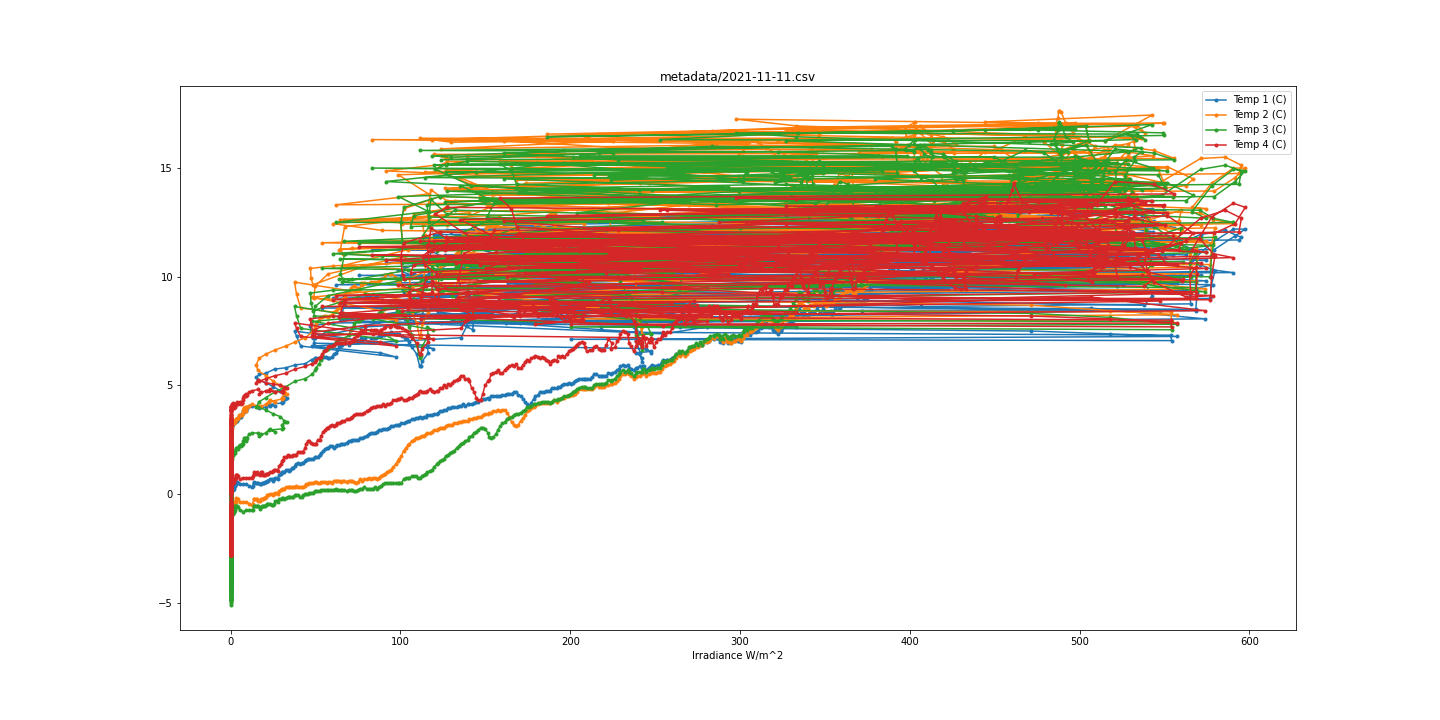 metadata/2021-11-11.csv
Temp 1 (C)
Temp 2 (C)
Temp 3 (C)
Temp 4 (C)
15
10
5
0
−5
0 100 200 300 400 500 600
Irradiance W/m^2